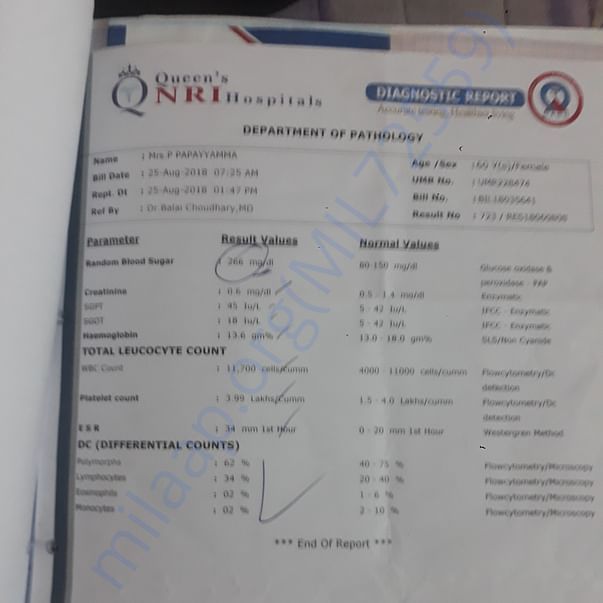 Queen's
NRI Hospitals
DIAGNOSTIC REPORT
DEPARTMENT OF PATHOLOGY
Name : Mrs.P PAPAYYAMMA Age /Sex : 60 Y(s)/Female
Bill Date : 25-Aug-2018 07:25 AM UMR No.
Rept. Dt : 25-Aug-2018 01:47 PM Bill No.
Ref By : Dr Balai Choudhary,MD Result No
Parameter Result Values Normal Values
Random Blood Sugar : 266 mg/dl 80-150 mg/dl Glucose oxidase &
peroxidase - PAP
Creatinine : 0.6 mg/dl 0.5 - 1.4 mg/dl Enzymatic
SGPT : 45 Iu/L 5 - 42 Iu/L IFCC - Enzymatic
SGOT : 18 Iu/L 5 - 42 Iu/L IFCC - Enzymatic
Haemoglobin : 13.6 gm% 13.0 - 18.0 gm% SLS/Non Cyanide
TOTAL LEUCOCYTE COUNT
WBC Count : 11,700 cells/cumm 4000 - 11000 cells/cumm Flowcytometry/Dc
detection
Platelet count : 3.99 Lakhs/Cumm 1.5 - 4.0 Lakhs/cumm Flowcytometry/Dc
detection
E S R : 34 mm 1st Hour 0 - 20 mm 1st Hour Westergren Method
DC (DIFFERENTIAL COUNTS)
Polymorphs : 62 % 40 - 75 % Flowcytometry/Microscopy
Lymphocytes : 34 % 20 - 40 % Flowcytometry/Microscopy
Eosinophils : 02 % 1 - 6 % Flowcytometry/Microscopy
Monocytes : 02 % 2 - 10 % Flowcytometry/Microscopy
*** End Of Report ***
milaap.org(MIL72559)